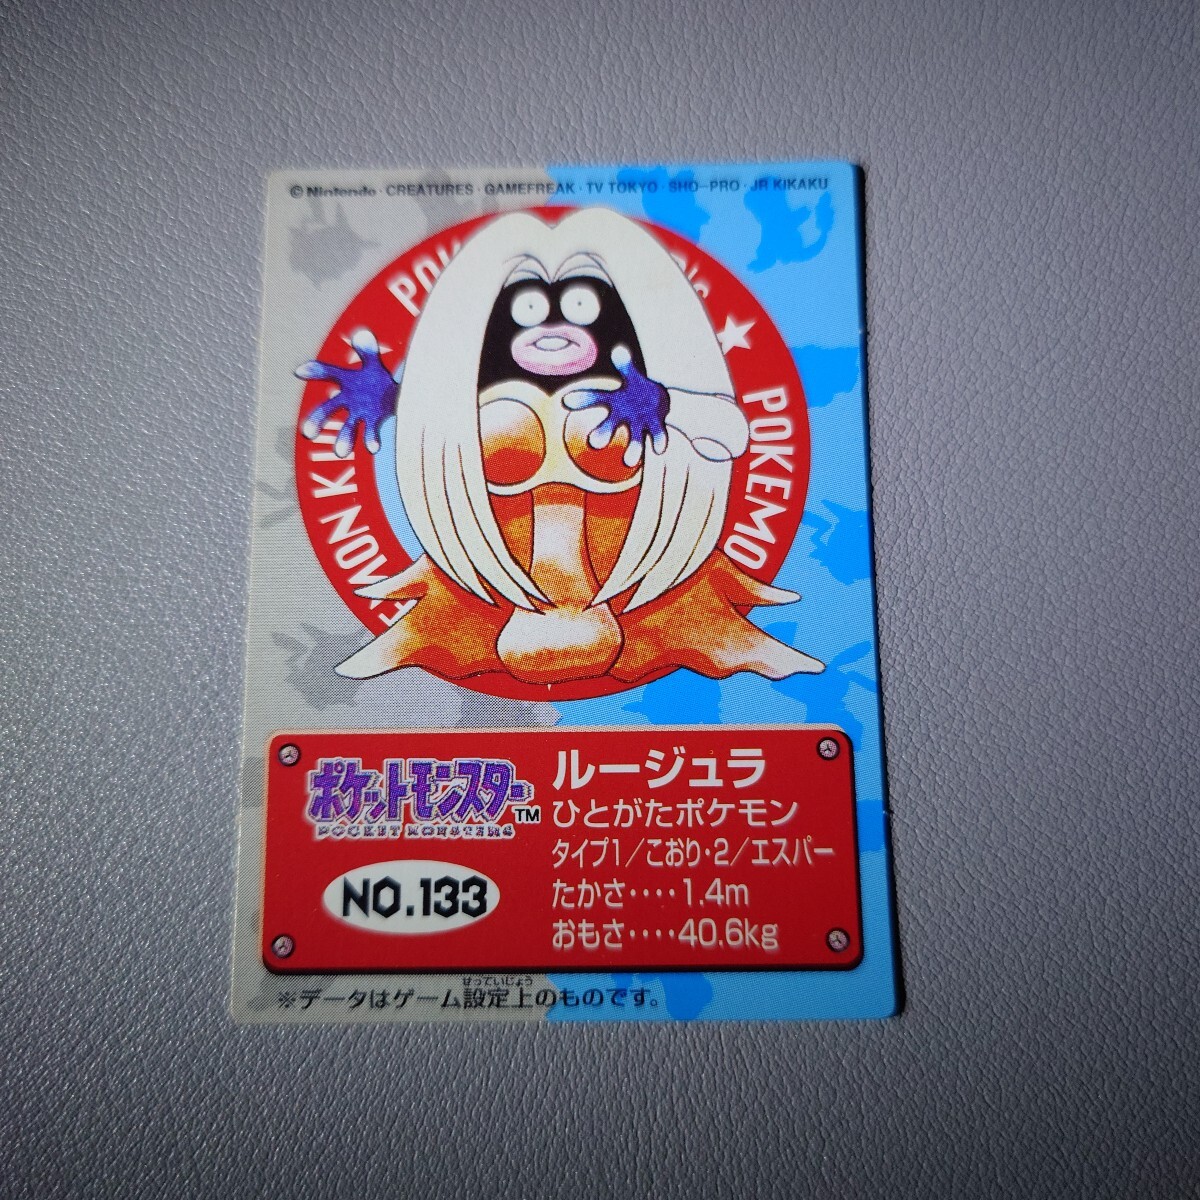 © Nintendo・CREATURES・GAMEFREAK・TV TOKYO・SHO-PRO・JR KIKAKU
POKEMO
ポケットモンスター TM
POCKET MONSTERS
NO.133
ルージュラ
ひとがたポケモン
タイプ1/こおり・2/エスパー
たかさ‥‥1.4m
おもさ‥‥40.6kg
せっていじょう
※データはゲーム設定上のものです。